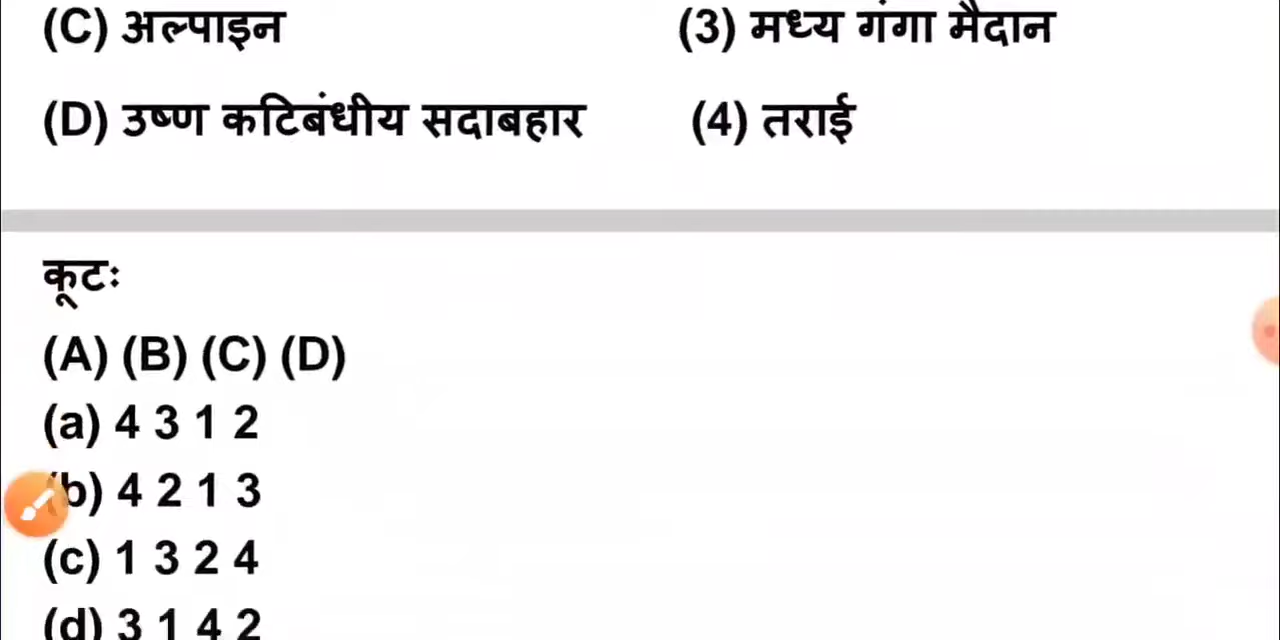 (C) अल्पाइन (3) मध्य गंगा मैदान
(D) उष्ण कटिबंधीय सदाबहार (4) तराई
कूटः
(A) (B) (C) (D)
(a) 4 3 1 2
(b) 4 2 1 3
(c) 1 3 2 4
(d) 3 1 4 2